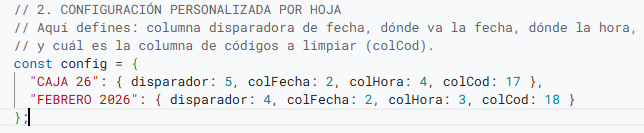 // 2. CONFIGURACIÓN PERSONALIZADA POR HOJA
// Aquí defines: columna disparadora de fecha, dónde va la fecha, dónde la hora,
// y cuál es la columna de códigos a limpiar (colCod).
const config = {
  "CAJA 26": { disparador: 5, colFecha: 2, colHora: 4, colCod: 17 },
  "FEBRERO 2026": { disparador: 4, colFecha: 2, colHora: 3, colCod: 18 }
};